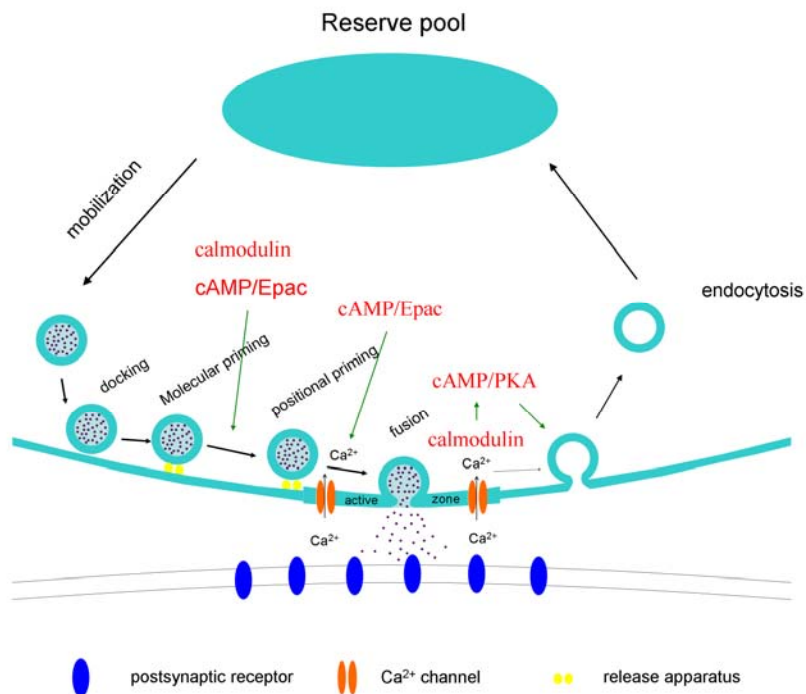 Reserve pool
mobilization
calmodulin
cAMP/Epac
cAMP/Epac
endocytosis
docking
Molecular priming
positional priming
fusion
cAMP/PKA
calmodulin
Ca²⁺
Ca²⁺
active
zone
Ca²⁺
Ca²⁺
postsynaptic receptor
Ca²⁺ channel
release apparatus